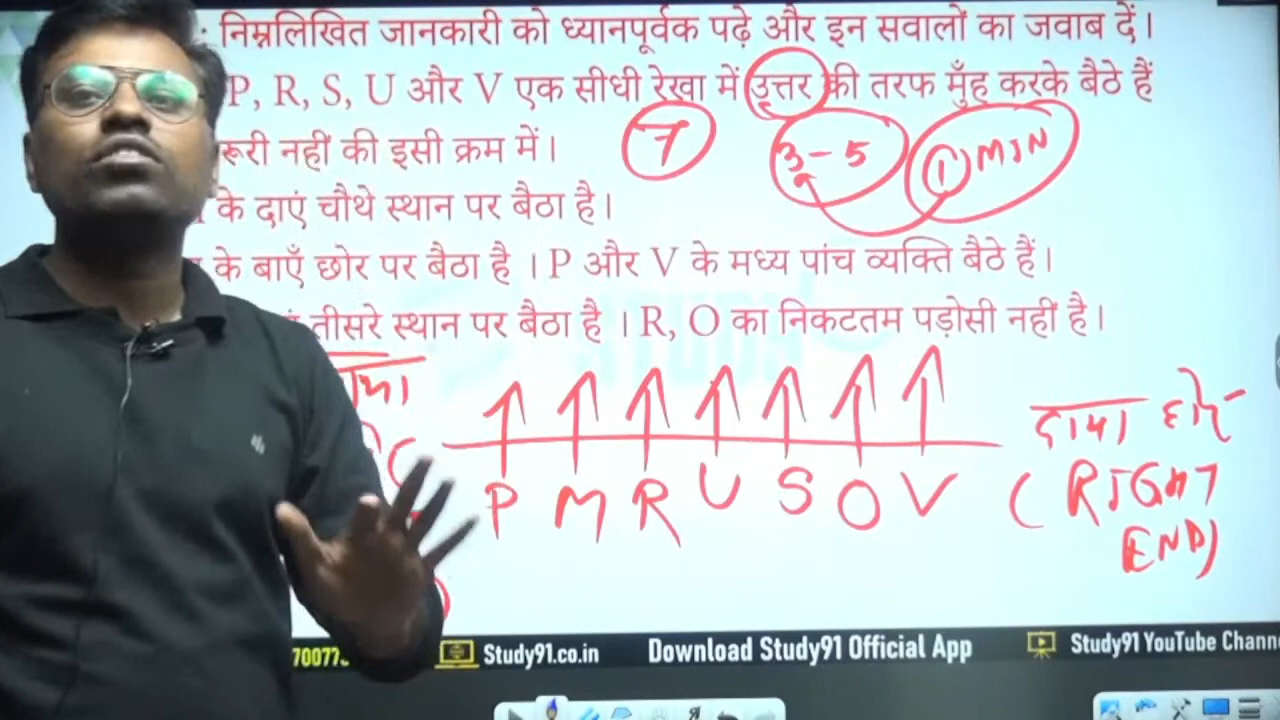 निम्नलिखित जानकारी को ध्यानपूर्वक पढ़े और इन सवालों का जवाब दें।
P, R, S, U और V एक सीधी रेखा में उत्तर की तरफ मुँह करके बैठे हैं
नहीं की इसी क्रम में।
7
3-5
1 MIN
के दाएं चौथे स्थान पर बैठा है।
के बाएँ छोर पर बैठा है । P और V के मध्य पांच व्यक्ति बैठे हैं।
तीसरे स्थान पर बैठा है । R, O का निकटतम पड़ोसी नहीं है।
P M R U S O V
दाया छोर
(RIGHT
END)
Study91.co.in
Download Study91 Official App
Study91 YouTube